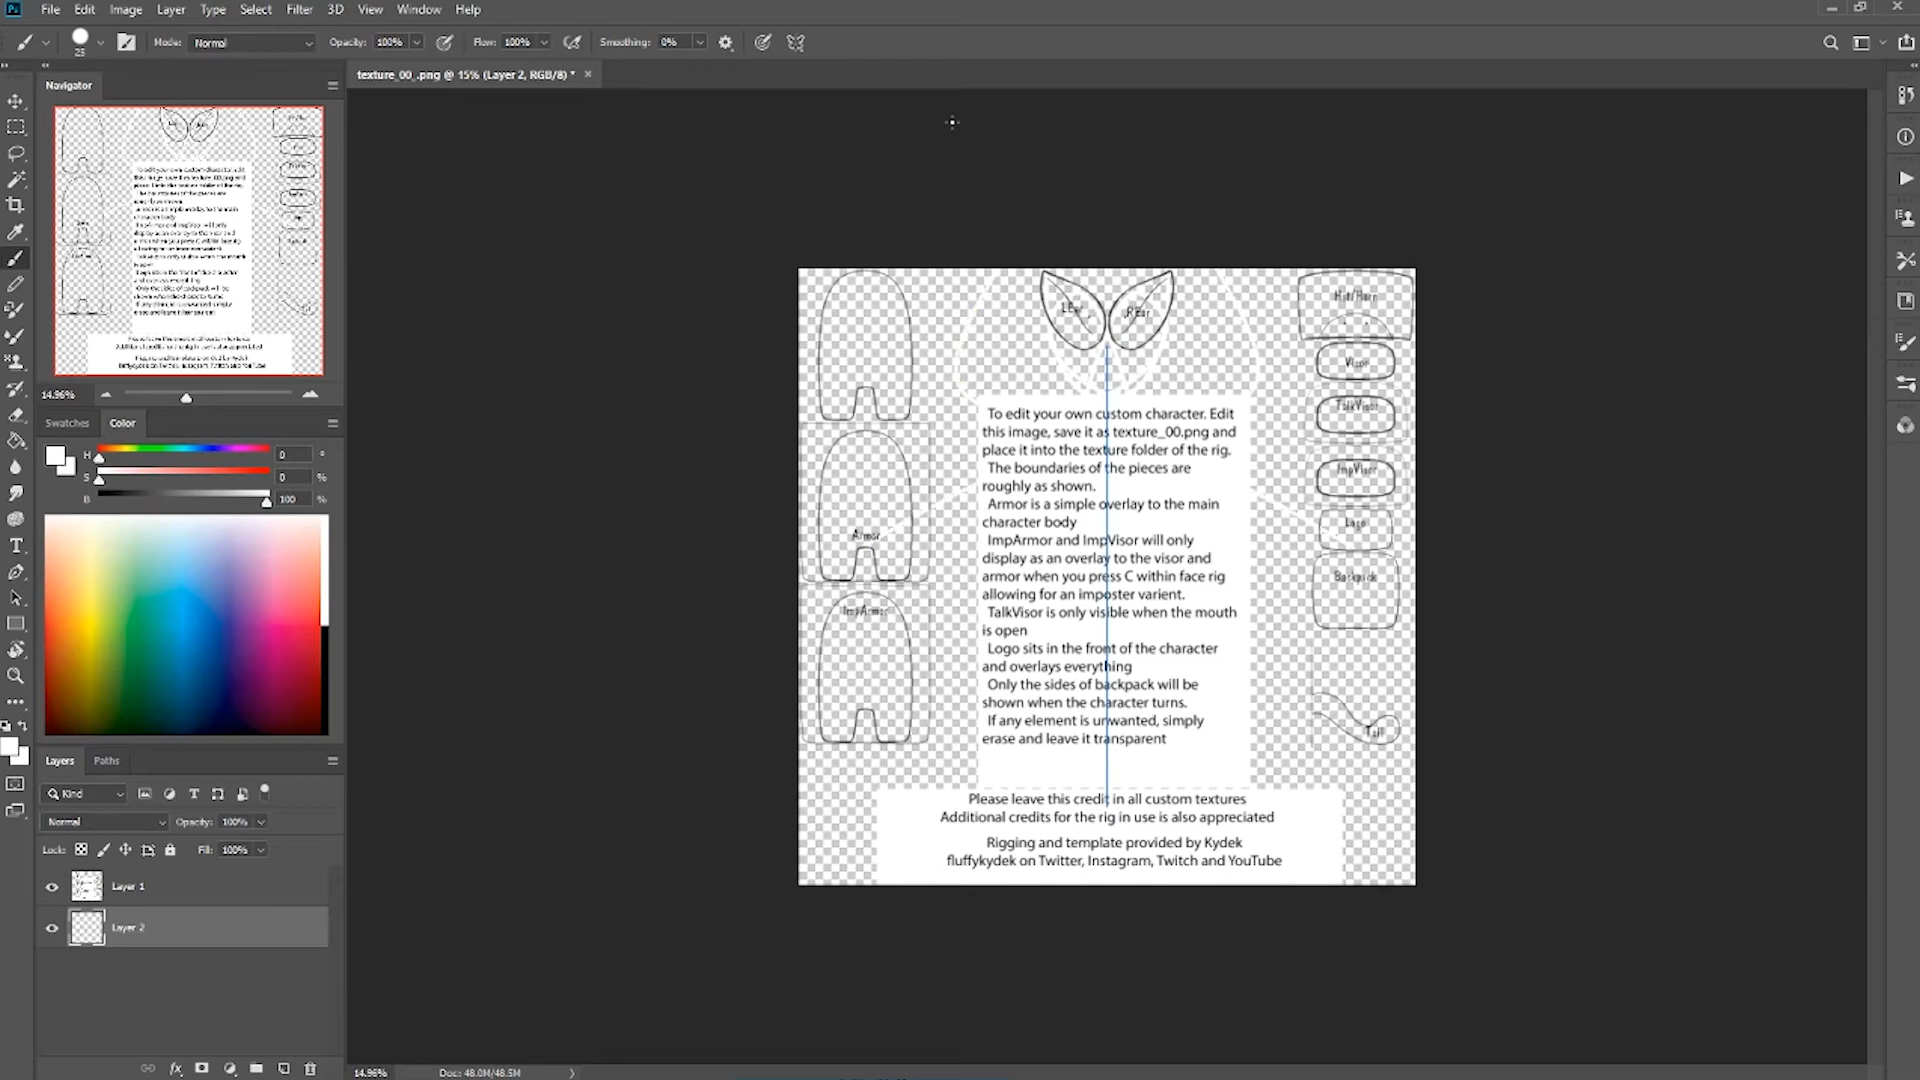 File Edit Image Layer Type Select Filter 3D View Window Help
25 Mode: Normal Opacity: 100% Flow: 100% Smoothing: 0%
texture_00_.png @ 15% (Layer 2, RGB/8) *
Navigator
14.96%
Swatches Color
H 0 °
S 0 %
B 100 %
Layers Paths
Kind
Normal Opacity: 100%
Lock: Fill: 100%
Layer 1
Layer 2
LEar REar
Hat/Horn
Visor
TalkVisor
ImpVisor
Logo
Backpack
Tail
Armor
ImpArmor
To edit your own custom character. Edit
this image, save it as texture_00.png and
place it into the texture folder of the rig.
The boundaries of the pieces are
roughly as shown.
Armor is a simple overlay to the main
character body
ImpArmor and ImpVisor will only
display as an overlay to the visor and
armor when you press C within face rig
allowing for an imposter varient.
TalkVisor is only visible when the mouth
is open
Logo sits in the front of the character
and overlays everything
Only the sides of backpack will be
shown when the character turns.
If any element is unwanted, simply
erase and leave it transparent
Please leave this credit in all custom textures
Additional credits for the rig in use is also appreciated
Rigging and template provided by Kydek
fluffykydek on Twitter, Instagram, Twitch and YouTube
14.96% Doc: 48.0M/48.5M